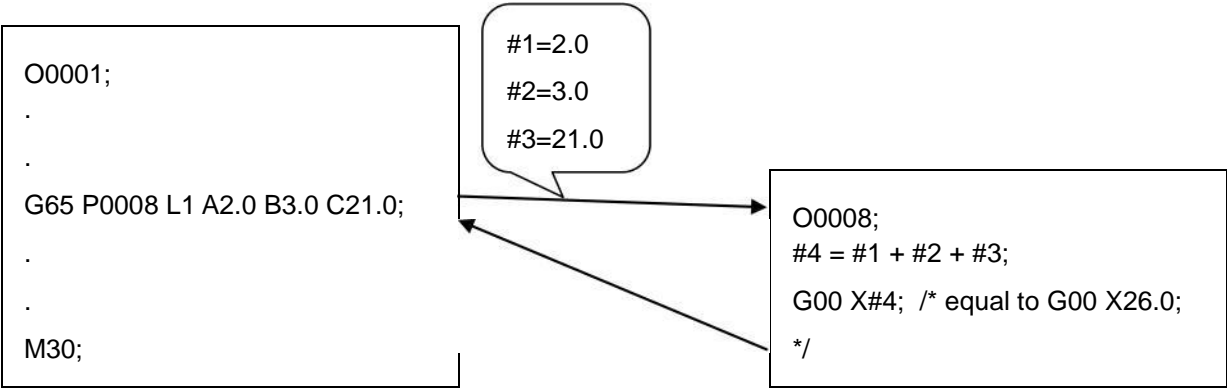 O0001;
.
.
G65 P0008 L1 A2.0 B3.0 C21.0;
.
.
M30;
#1=2.0
#2=3.0
#3=21.0
O0008;
#4 = #1 + #2 + #3;
G00 X#4; /* equal to G00 X26.0;
*/